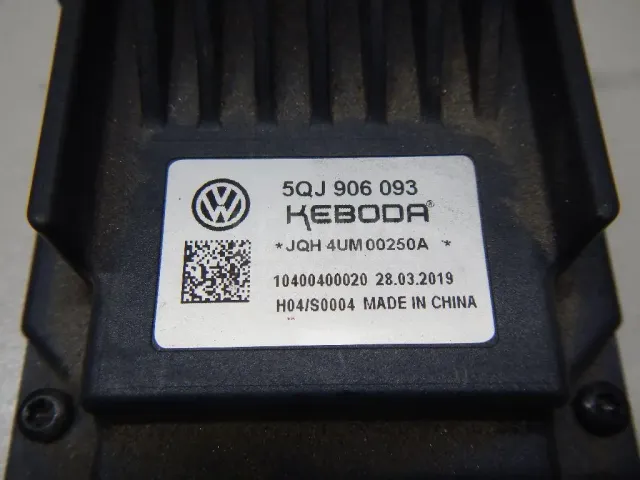 5QJ 906 093
KEBODA®
*JQH 4UM00250A *
10400400020 28.03.2019
H04/S0004 MADE IN CHINA